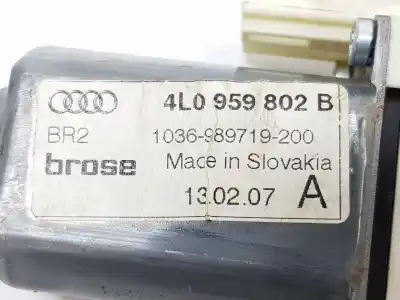 4L0 959 802 B
BR2 1036-989719-200
brose Made in Slovakia
13.02.07 A